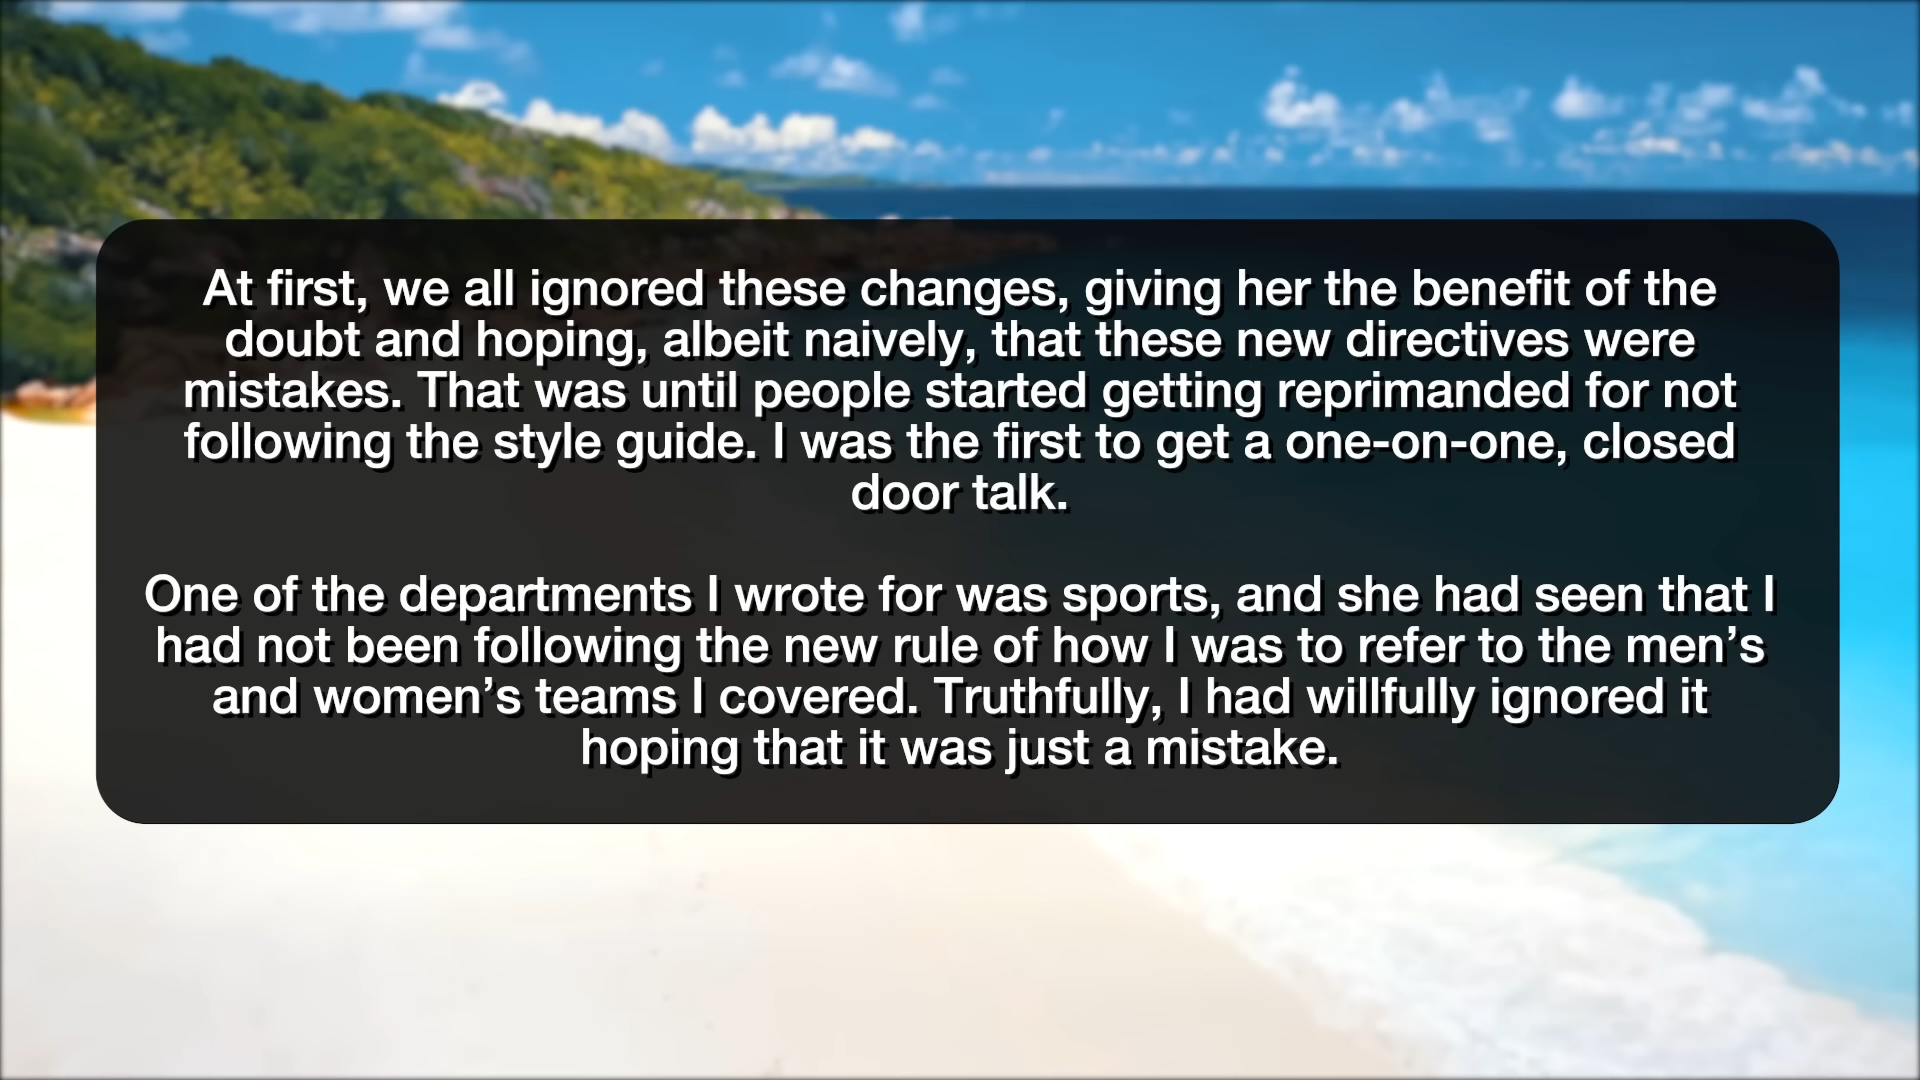 At first, we all ignored these changes, giving her the benefit of the
doubt and hoping, albeit naively, that these new directives were
mistakes. That was until people started getting reprimanded for not
following the style guide. I was the first to get a one-on-one, closed
door talk.
One of the departments I wrote for was sports, and she had seen that I
had not been following the new rule of how I was to refer to the men’s
and women’s teams I covered. Truthfully, I had willfully ignored it
hoping that it was just a mistake.